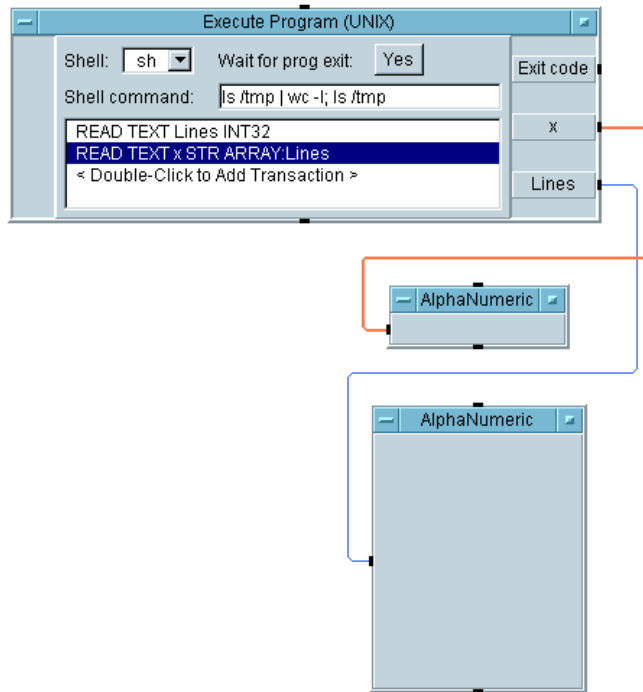 Execute Program (UNIX)
Shell: sh Wait for prog exit: Yes
Shell command: ls /tmp | wc -l; ls /tmp
READ TEXT Lines INT32
READ TEXT x STR ARRAY:Lines
< Double-Click to Add Transaction >
Exit code
x
Lines
AlphaNumeric
AlphaNumeric